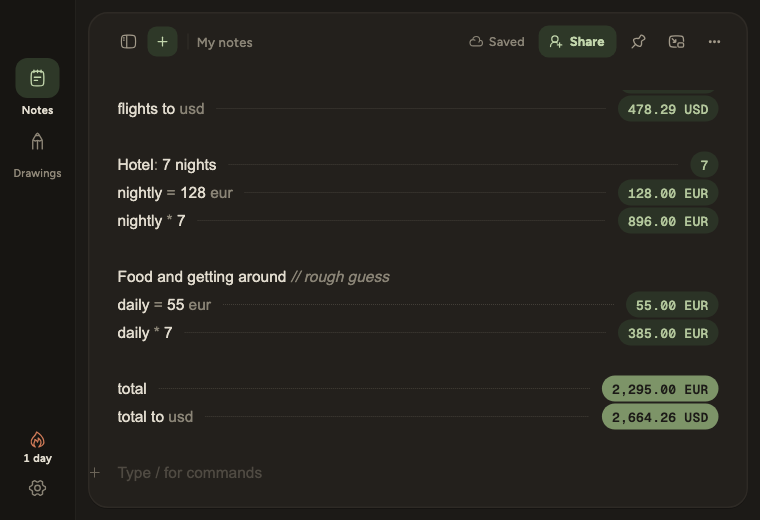 My notes
Saved
Share
Notes
Drawings
flights to usd
478.29 USD
Hotel: 7 nights
7
nightly = 128 eur
128.00 EUR
nightly * 7
896.00 EUR
Food and getting around // rough guess
daily = 55 eur
55.00 EUR
daily * 7
385.00 EUR
total
2,295.00 EUR
total to usd
2,664.26 USD
Type / for commands
1 day